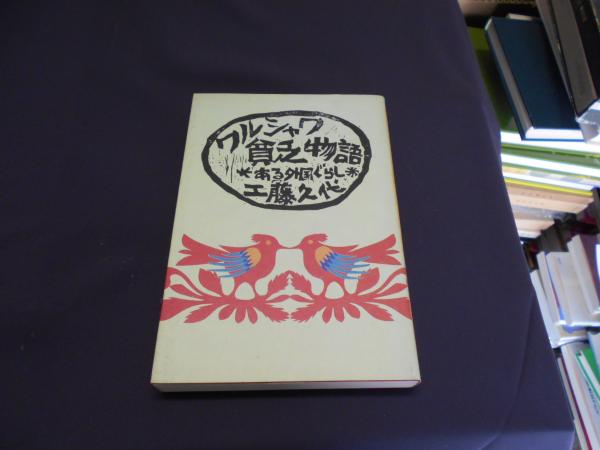 ワルシャワ
貧乏物語
*ある外国ぐらし*
工藤久代